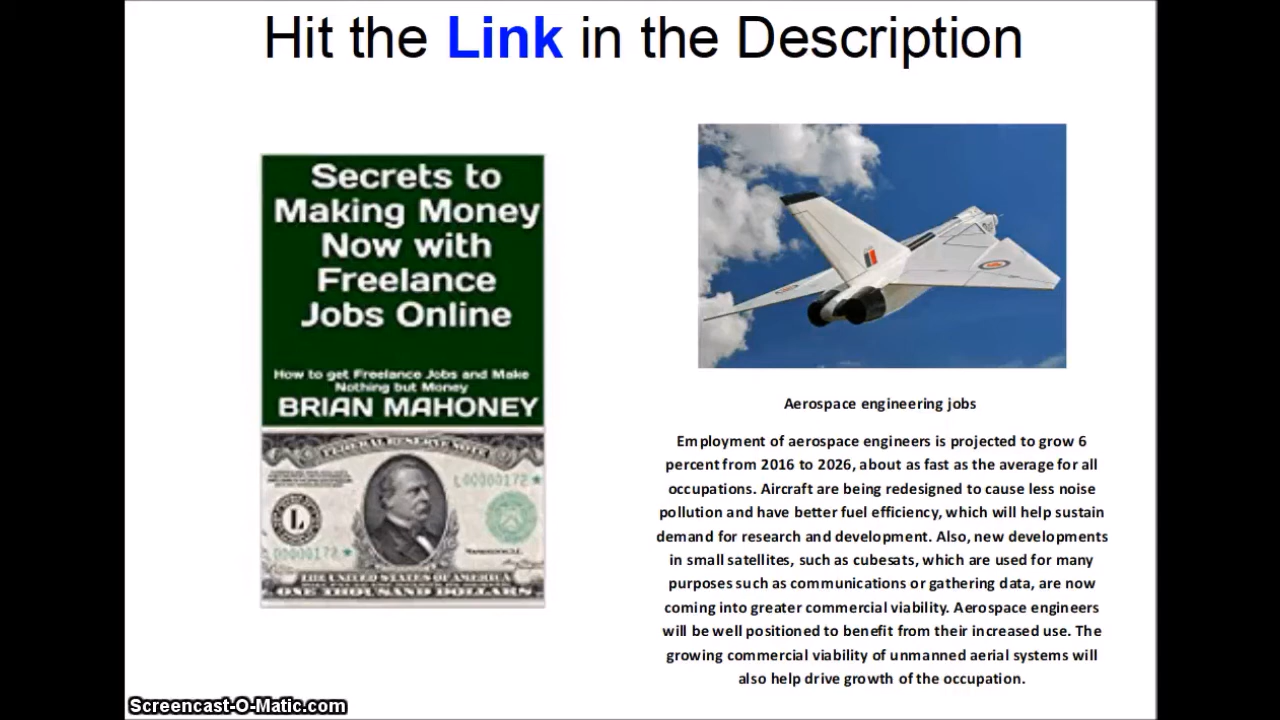 Hit the Link in the Description
Secrets to
Making Money
Now with
Freelance
Jobs Online
How to get Freelance Jobs and Make
Nothing but Money
BRIAN MAHONEY
FEDERAL RESERVE NOTE
L00000172★
L
00000172★
WASHINGTON, D.C.
THE UNITED STATES OF AMERICA
ONE THOUSAND DOLLARS
Aerospace engineering jobs
Employment of aerospace engineers is projected to grow 6
percent from 2016 to 2026, about as fast as the average for all
occupations. Aircraft are being redesigned to cause less noise
pollution and have better fuel efficiency, which will help sustain
demand for research and development. Also, new developments
in small satellites, such as cubesats, which are used for many
purposes such as communications or gathering data, are now
coming into greater commercial viability. Aerospace engineers
will be well positioned to benefit from their increased use. The
growing commercial viability of unmanned aerial systems will
also help drive growth of the occupation.
Screencast-O-Matic.com